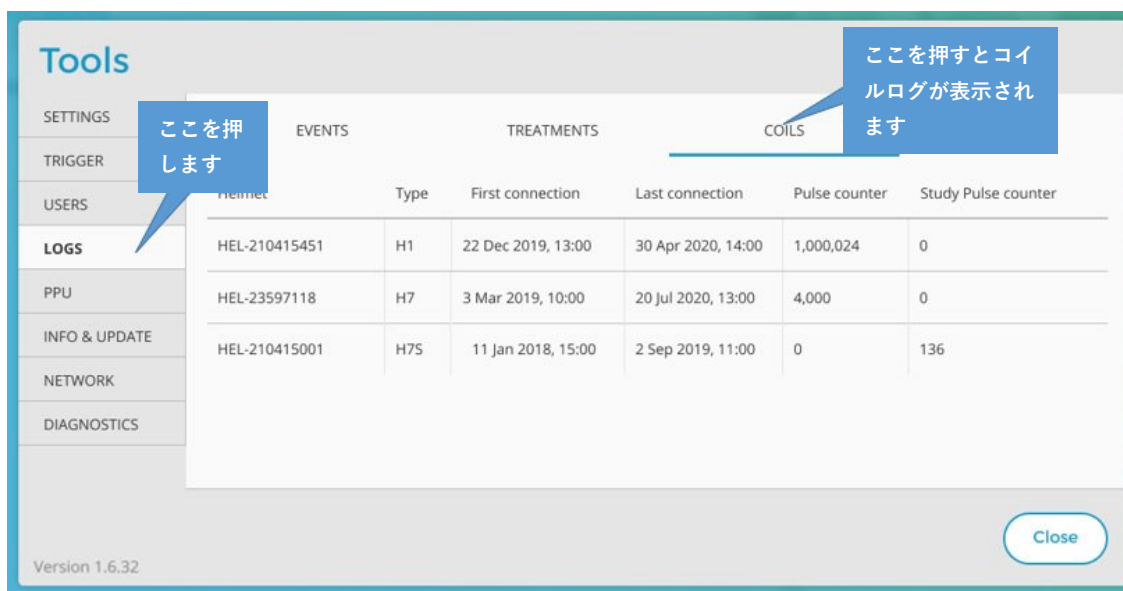 Tools
ここを押すとコイ
ルログが表示され
ます
SETTINGS
TRIGGER
USERS
LOGS
PPU
INFO & UPDATE
NETWORK
DIAGNOSTICS
ここを押
します
EVENTS TREATMENTS COILS
Helmet Type First connection Last connection Pulse counter Study Pulse counter
HEL-210415451 H1 22 Dec 2019, 13:00 30 Apr 2020, 14:00 1,000,024 0
HEL-23597118 H7 3 Mar 2019, 10:00 20 Jul 2020, 13:00 4,000 0
HEL-210415001 H7S 11 Jan 2018, 15:00 2 Sep 2019, 11:00 0 136
Close
Version 1.6.32